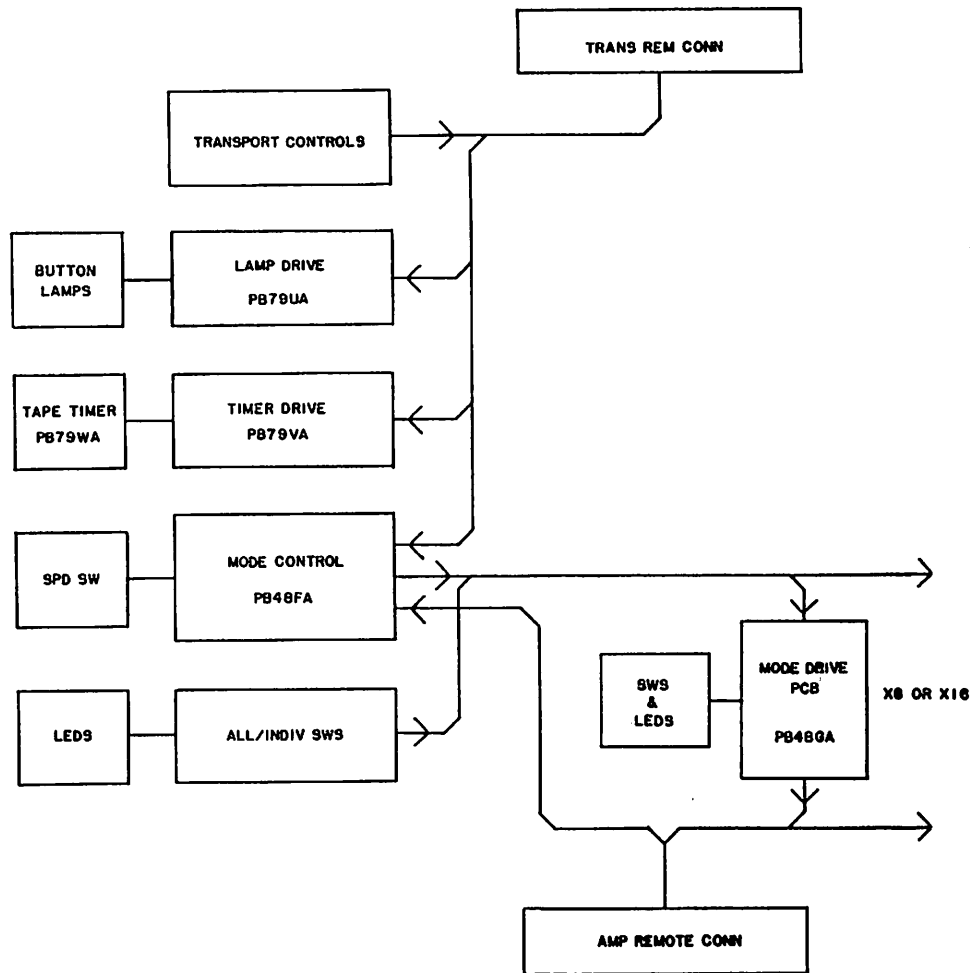 TRANS REM CONN
TRANSPORT CONTROLS
BUTTON
LAMPS
LAMP DRIVE
PB79UA
TAPE TIMER
PB79WA
TIMER DRIVE
PB79VA
SPD SW
MODE CONTROL
PB48FA
LEDS
ALL/INDIV SWS
SWS
&
LEDS
MODE DRIVE
PCB
PB48GA
X8 OR X16
AMP REMOTE CONN